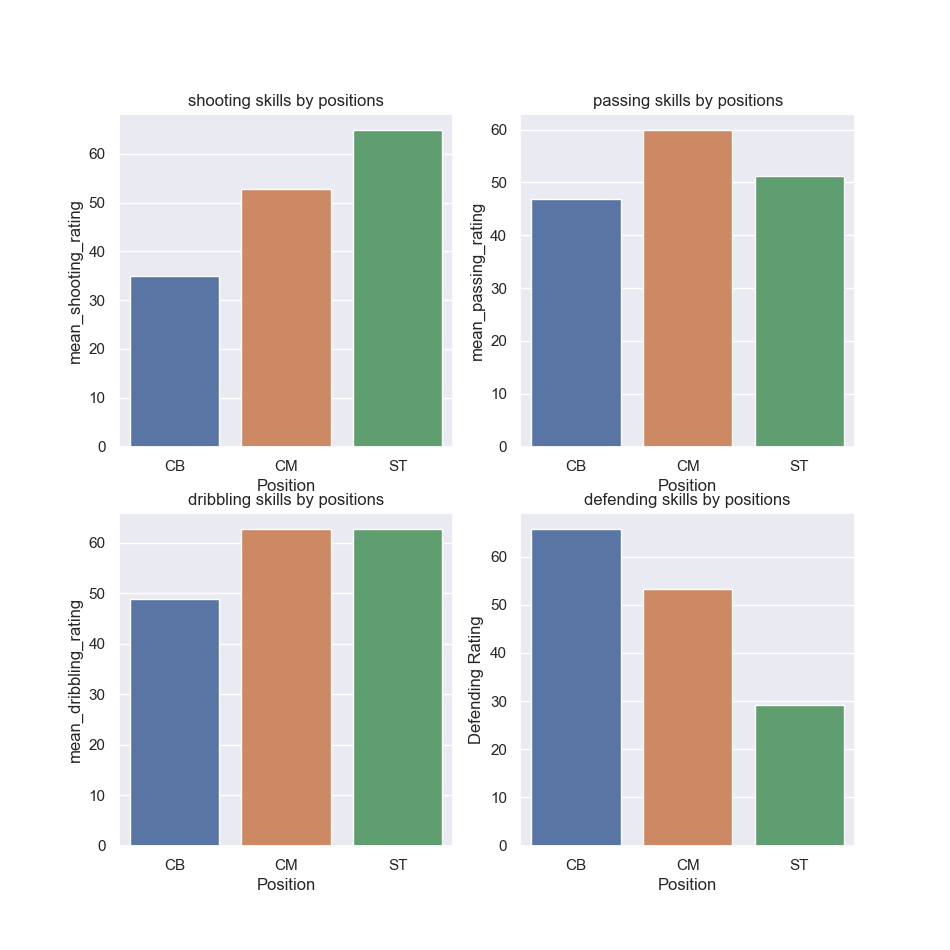 shooting skills by positions
mean_shooting_rating
60
50
40
30
20
10
0
CB CM ST
Position
passing skills by positions
mean_passing_rating
60
50
40
30
20
10
0
CB CM ST
Position
dribbling skills by positions
mean_dribbling_rating
60
50
40
30
20
10
0
CB CM ST
Position
defending skills by positions
Defending Rating
60
50
40
30
20
10
0
CB CM ST
Position